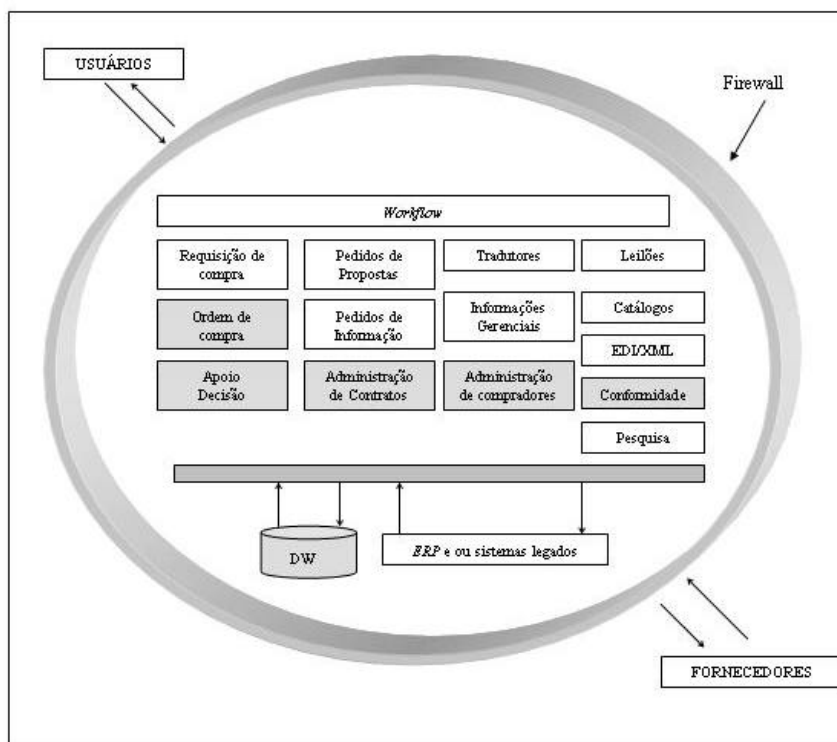 USUÁRIOS
Firewall
Workflow
Requisição de
compra
Pedidos de
Propostas
Tradutores
Leilões
Ordem de
compra
Pedidos de
Informação
Informações
Gerenciais
Catálogos
EDI/XML
Apoio
Decisão
Administração
de Contratos
Administração
de compradores
Conformidade
Pesquisa
DW
ERP e ou sistemas legados
FORNECEDORES